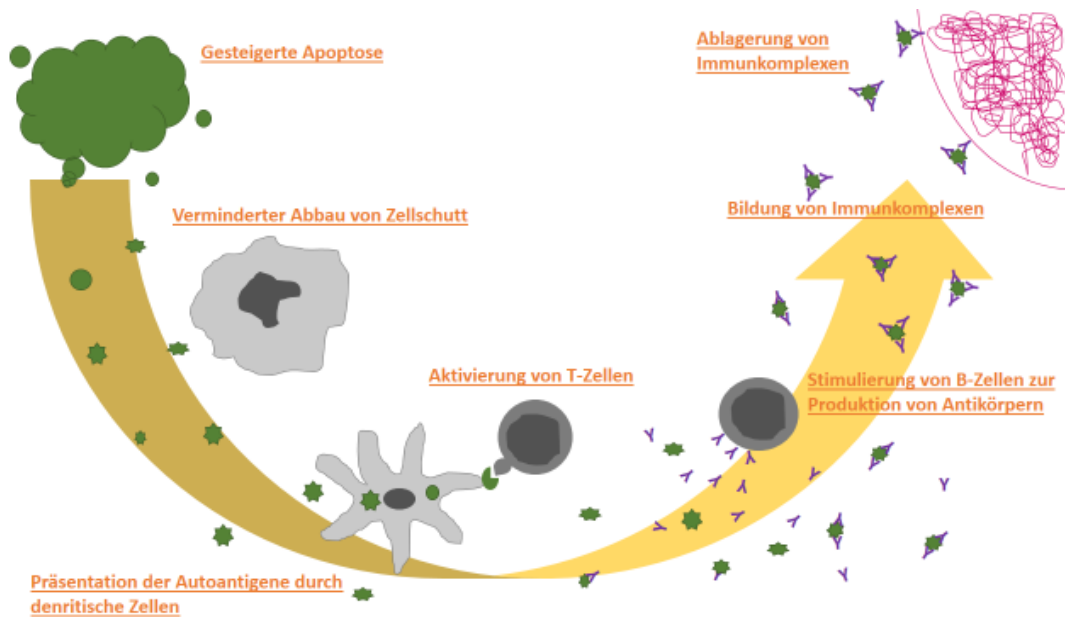 Gesteigerte Apoptose
Verminderter Abbau von Zellschutt
Präsentation der Autoantigene durch
denritische Zellen
Aktivierung von T-Zellen
Stimulierung von B-Zellen zur
Produktion von Antikörpern
Bildung von Immunkomplexen
Ablagerung von
Immunkomplexen